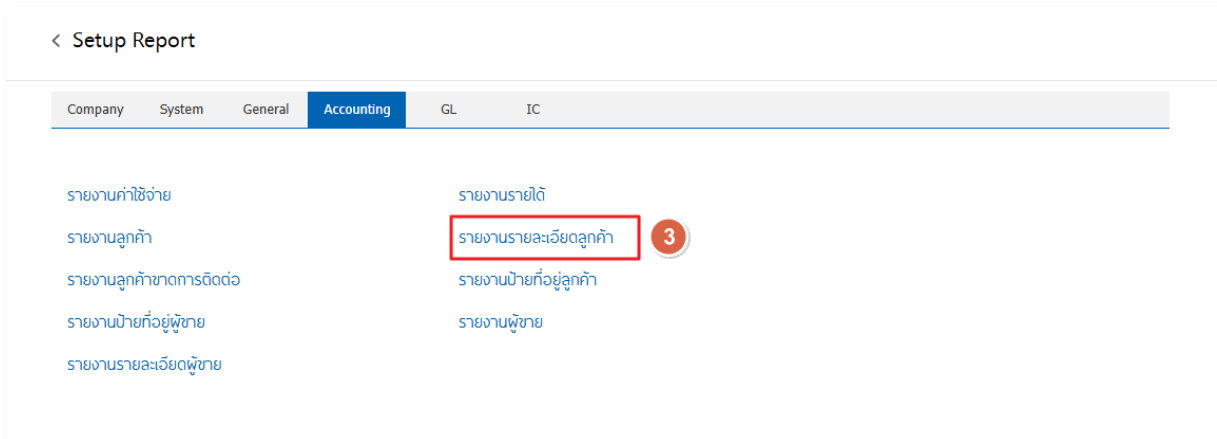 < Setup Report
Company System General Accounting GL IC
รายงานค่าใช้จ่าย รายงานรายได้
รายงานลูกค้า รายงานรายละเอียดลูกค้า 3
รายงานลูกค้าขาดการติดต่อ รายงานป้ายที่อยู่ลูกค้า
รายงานป้ายที่อยู่ผู้ขาย รายงานผู้ขาย
รายงานรายละเอียดผู้ขาย